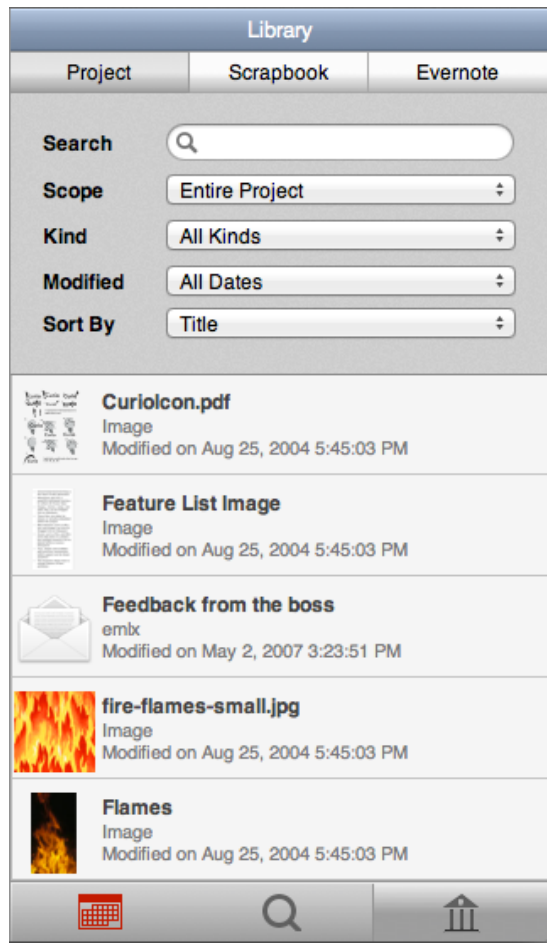 Library
Project Scrapbook Evernote
Search
Scope Entire Project
Kind All Kinds
Modified All Dates
Sort By Title
CurioIcon.pdf
Image
Modified on Aug 25, 2004 5:45:03 PM
Feature List Image
Image
Modified on Aug 25, 2004 5:45:03 PM
Feedback from the boss
emlx
Modified on May 2, 2007 3:23:51 PM
fire-flames-small.jpg
Image
Modified on Aug 25, 2004 5:45:03 PM
Flames
Image
Modified on Aug 25, 2004 5:45:03 PM